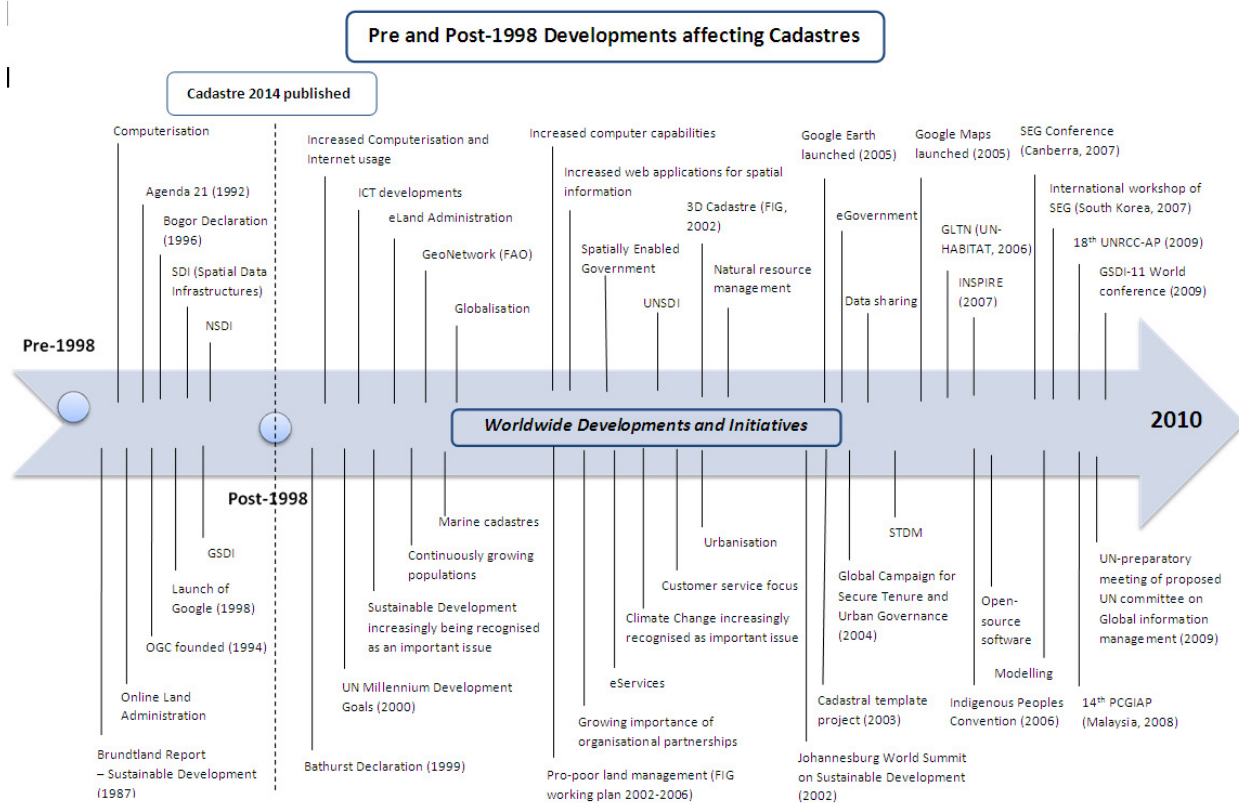 Pre and Post-1998 Developments affecting Cadastres
Cadastre 2014 published
Computerisation
Agenda 21 (1992)
Bogor Declaration
(1996)
SDI (Spatial Data
Infrastructures)
NSDI
Increased Computerisation and
Internet usage
ICT developments
eLand Administration
GeoNetwork (FAO)
Globalisation
Increased computer capabilities
Increased web applications for spatial
information
Spatially Enabled
Government
UNSDI
3D Cadastre (FIG,
2002)
Natural resource
management
Google Earth
launched (2005)
eGovernment
Data sharing
Google Maps
launched (2005)
GLTN (UN-
HABITAT, 2006)
INSPIRE
(2007)
SEG Conference
(Canberra, 2007)
International workshop of
SEG (South Korea, 2007)
18th UNRCC-AP (2009)
GSDI-11 World
conference (2009)
Pre-1998
Worldwide Developments and Initiatives
2010
Post-1998
GSDI
Launch of
Google (1998)
OGC founded (1994)
Online Land
Administration
Brundtland Report
– Sustainable Development
(1987)
Marine cadastres
Continuously growing
populations
Sustainable Development
increasingly being recognised
as an important issue
UN Millennium Development
Goals (2000)
Bathurst Declaration (1999)
Urbanisation
Customer service focus
Climate Change increasingly
recognised as important issue
eServices
Growing importance of
organisational partnerships
Pro-poor land management (FIG
working plan 2002-2006)
STDM
Global Campaign for
Secure Tenure and
Urban Governance
(2004)
Cadastral template
project (2003)
Johannesburg World Summit
on Sustainable Development
(2002)
Open-
source
software
Modelling
Indigenous Peoples
Convention (2006)
UN-preparatory
meeting of proposed
UN committee on
Global information
management (2009)
14th PCGIAP
(Malaysia, 2008)